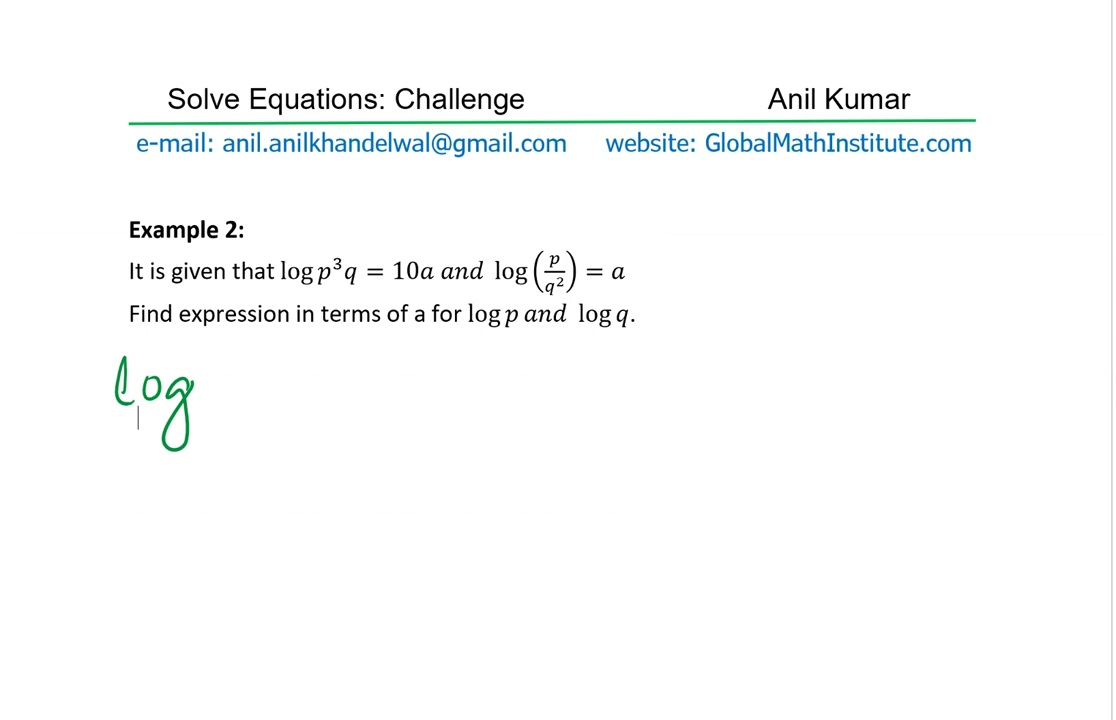 Solve Equations: Challenge Anil Kumar
e-mail: anil.anilkhandelwal@gmail.com website: GlobalMathInstitute.com
Example 2:
It is given that log p³q = 10a and log (p/q²) = a
Find expression in terms of a for log p and log q.
log